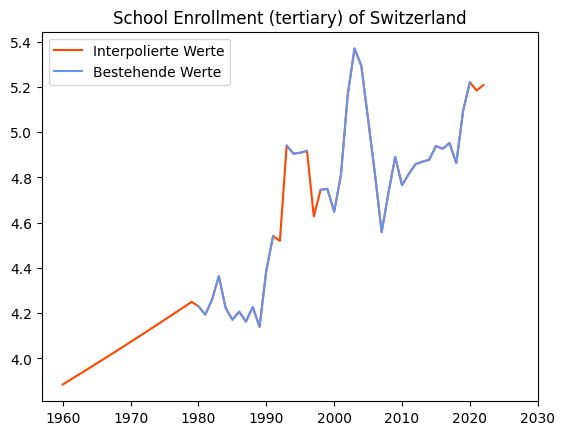 School Enrollment (tertiary) of Switzerland
Interpolierte Werte
Bestehende Werte
5.4
5.2
5.0
4.8
4.6
4.4
4.2
4.0
1960 1970 1980 1990 2000 2010 2020 2030